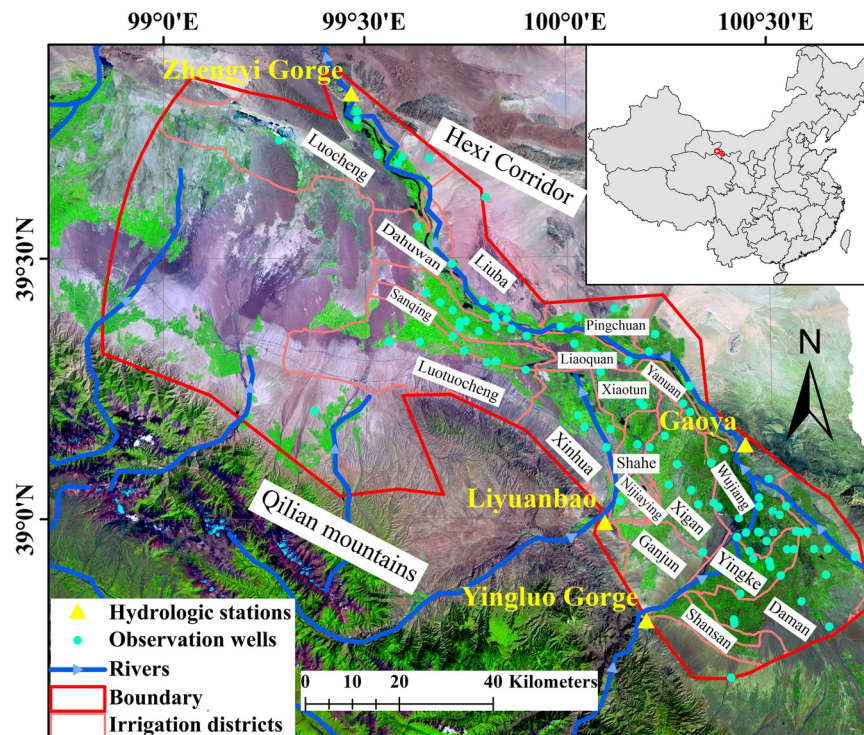 99°0'E 99°30'E 100°0'E 100°30'E
Zhengyi Gorge
Luocheng
Hexi Corridor
39°30'N
Dahuwan
Liuba
Sanqing
Pingchuan
Liaoquan
Luotuocheng
Yanuan
Xiaotun
N
Gaoya
Xinhua
Shahe
Wujiang
Nijiaying
Liyuanbao
Xigan
39°0'N
Qilian mountains
Ganjun
Yingke
Yingluo Gorge
Daman
Shansan
Hydrologic stations
Observation wells
Rivers
Boundary
Irrigation districts
0 10 20 40 Kilometers